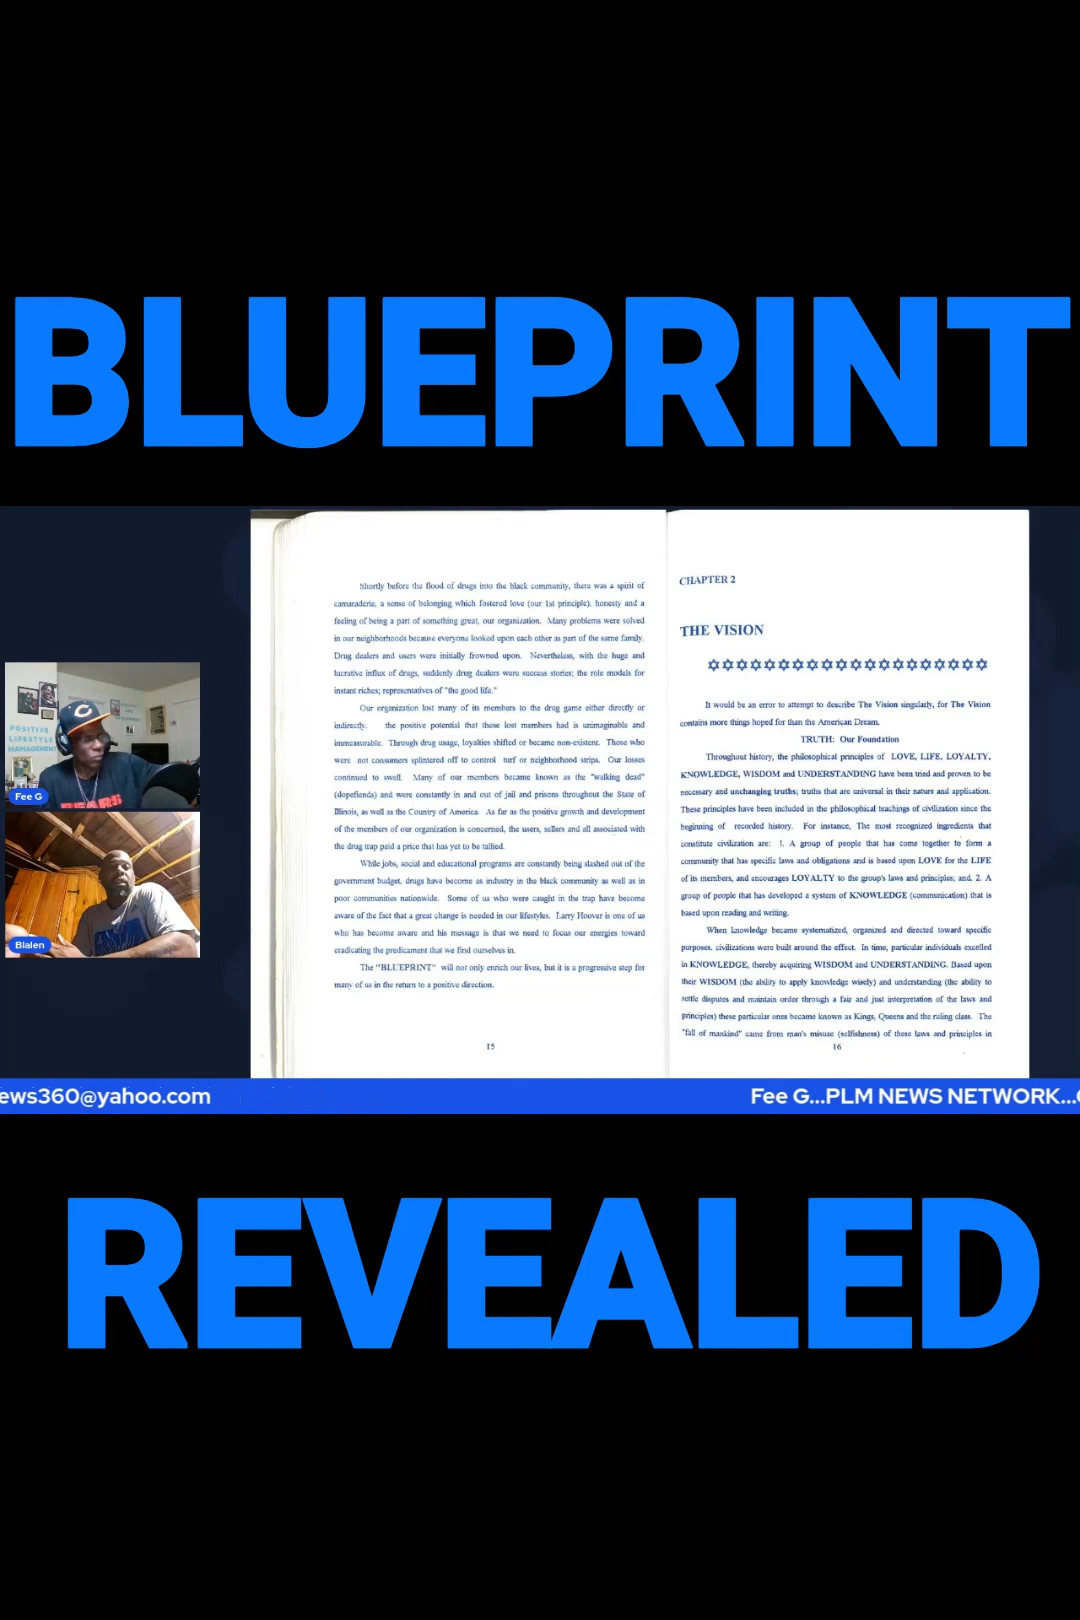 BLUEPRINT
Shortly before the flood of drugs into the black community, there was a spirit of
camaraderie, a sense of belonging which fostered love (our 1st principle), honesty and a
feeling of being a part of something great, our organization. Many problems were solved
in our neighborhoods because everyone looked upon each other as part of the same family.
Drug dealers and users were initially frowned upon. Nevertheless, with the huge and
lucrative influx of drugs, suddenly drug dealers were success stories; the role models for
instant riches; representatives of "the good life."
Our organization lost many of its members to the drug game either directly or
indirectly. the positive potential that these lost members had is unimaginable and
immeasurable. Through drug usage, loyalties shifted or became non-existent. Those who
were not consumers splintered off to control turf or neighborhood strips. Our losses
continued to swell. Many of our members became known as the "walking dead"
(dopefiends) and were constantly in and out of jail and prisons throughout the State of
Illinois, as well as the Country of America. As far as the positive growth and development
of the members of our organization is concerned, the users, sellers and all associated with
the drug trap paid a price that has yet to be tallied.
While jobs, social and educational programs are constantly being slashed out of the
government budget, drugs have become as industry in the black community as well as in
poor communities nationwide. Some of us who were caught in the trap have become
aware of the fact that a great change is needed in our lifestyles. Larry Hoover is one of us
who has become aware and his message is that we need to focus our energies toward
eradicating the predicament that we find ourselves in.
The "BLUEPRINT" will not only enrich our lives, but it is a progressive step for
many of us in the return to a positive direction.
15
CHAPTER 2
THE VISION
It would be an error to attempt to describe The Vision singularly, for The Vision
contains more things hoped for than the American Dream.
TRUTH: Our Foundation
Throughout history, the philosophical principles of LOVE, LIFE, LOYALTY,
KNOWLEDGE, WISDOM and UNDERSTANDING have been tried and proven to be
necessary and unchanging truths; truths that are universal in their nature and application.
These principles have been included in the philosophical teachings of civilization since the
beginning of recorded history. For instance, The most recognized ingredients that
constitute civilization are: 1. A group of people that has come together to form a
community that has specific laws and obligations and is based upon LOVE for the LIFE
of its members, and encourages LOYALTY to the group's laws and principles; and, 2. A
group of people that has developed a system of KNOWLEDGE (communication) that is
based upon reading and writing.
When knowledge became systematized, organized and directed toward specific
purposes, civilizations were built around the effect. In time, particular individuals excelled
in KNOWLEDGE, thereby acquiring WISDOM and UNDERSTANDING. Based upon
their WISDOM (the ability to apply knowledge wisely) and understanding (the ability to
settle disputes and maintain order through a fair and just interpretation of the laws and
principles) these particular ones became known as Kings, Queens and the ruling class. The
"fall of mankind" came from man's misuse (selfishness) of these laws and principles in
16
POSITIVE
LIFESTYLE
MANAGEMENT
C
BEARS
Fee G
Blalen
ews360@yahoo.com
Fee G...PLM NEWS NETWORK...
REVEALED